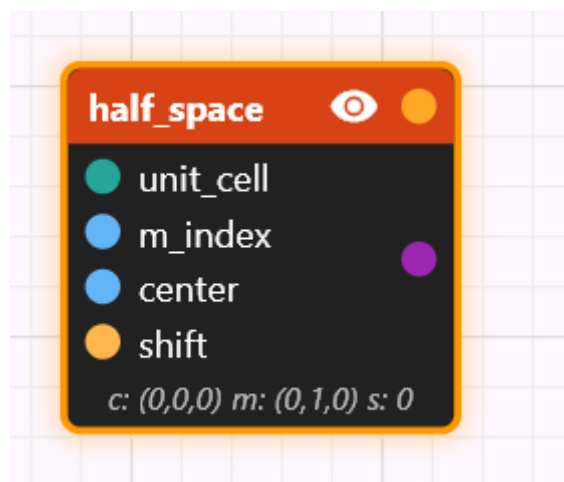 half_space
unit_cell
m_index
center
shift
c: (0,0,0) m: (0,1,0) s: 0